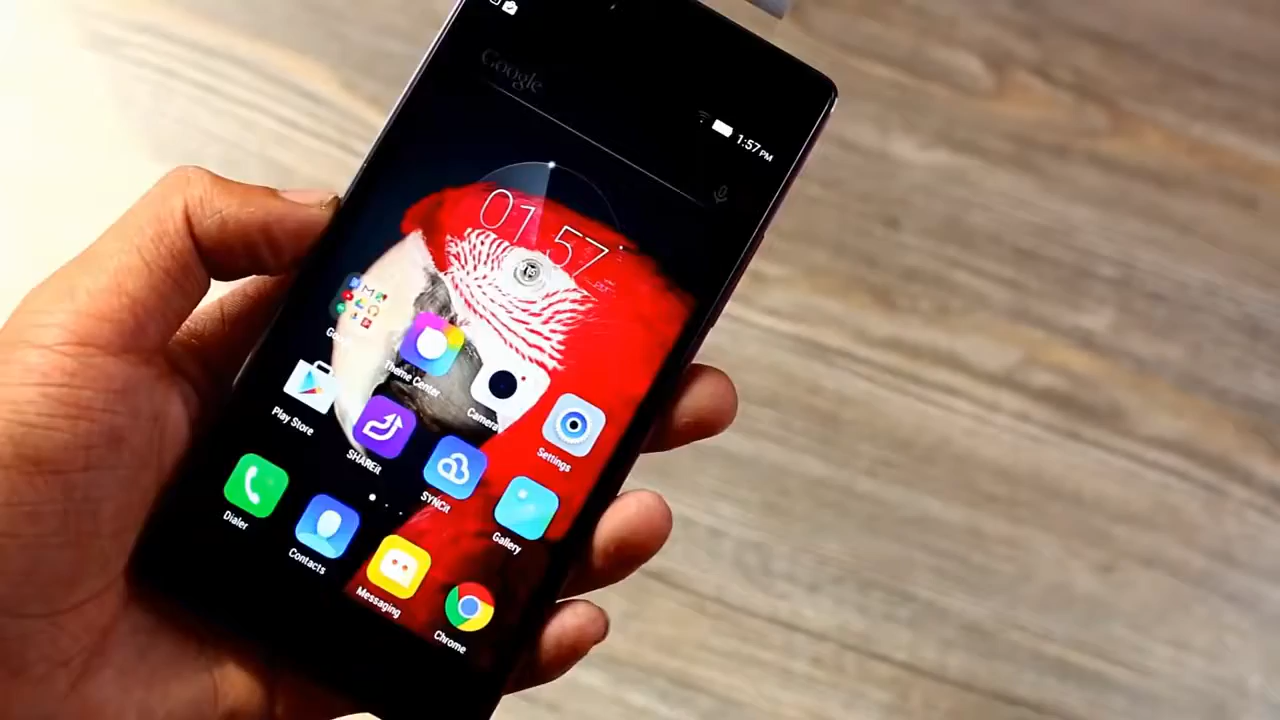 Google
1:57 PM
01 57
Theme Center
Camera
Settings
Play Store
SHAREit
SYNCit
Gallery
Dialer
Contacts
Messaging
Chrome